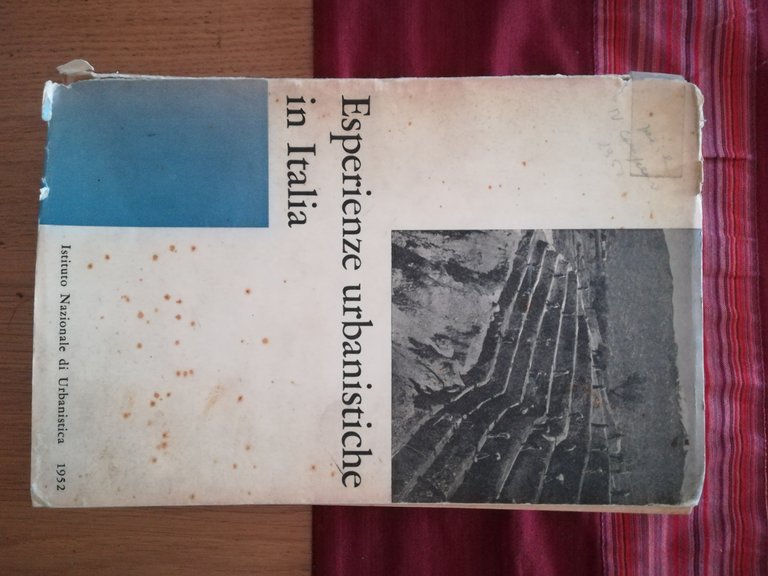 Esperienze urbanistiche
in Italia
Istituto Nazionale di Urbanistica 1952